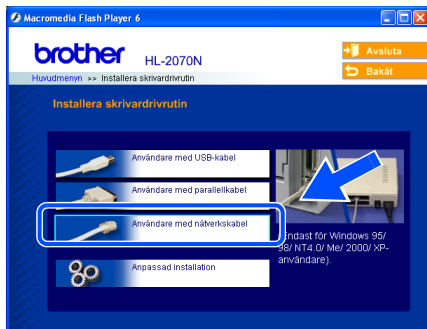 Macromedia Flash Player 6
brother
HL-2070N
Avsluta
Bakåt
Huvudmenyn >> Installera skrivardrivrutin
Installera skrivardrivrutin
Användare med USB-kabel
Användare med parallellkabel
Användare med nätverkskabel
Anpassad installation
(Endast för Windows 95/
98/ NT4.0/ Me/ 2000/ XP-
användare).